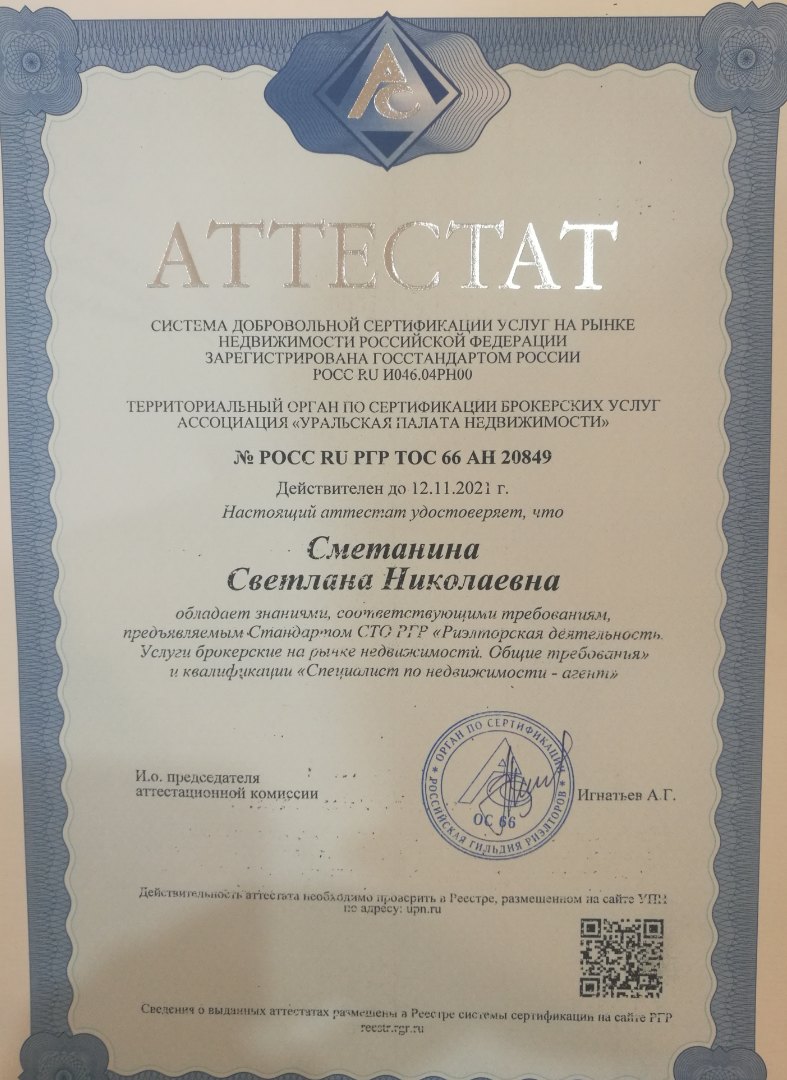 АС
АТТЕСТАТ
СИСТЕМА ДОБРОВОЛЬНОЙ СЕРТИФИКАЦИИ УСЛУГ НА РЫНКЕ
НЕДВИЖИМОСТИ РОССИЙСКОЙ ФЕДЕРАЦИИ
ЗАРЕГИСТРИРОВАНА ГОССТАНДАРТОМ РОССИИ
РОСС RU И046.04РН00
ТЕРРИТОРИАЛЬНЫЙ ОРГАН ПО СЕРТИФИКАЦИИ БРОКЕРСКИХ УСЛУГ
АССОЦИАЦИЯ «УРАЛЬСКАЯ ПАЛАТА НЕДВИЖИМОСТИ»
№ РОСС RU РГР ТОС 66 АН 20849
Действителен до 12.11.2021 г.
Настоящий аттестат удостоверяет, что
Сметанина
Светлана Николаевна
обладает знаниями, соответствующими требованиям,
предъявляемым Стандартом СТО РГР «Риэлторская деятельность.
Услуги брокерские на рынке недвижимости. Общие требования»
и квалификации «Специалист по недвижимости - агент»
И.о. председателя
аттестационной комиссии
ОРГАН ПО СЕРТИФИКАЦИИ
РОССИЙСКАЯ ГИЛЬДИЯ РИЭЛТОРОВ
ОС 66
Игнатьев А.Г.
Действительность аттестата необходимо проверить в Реестре, размещенном на сайте УПН
по адресу: upn.ru
Сведения о выданных аттестатах размещены в Реестре системы сертификации на сайте РГР
reestr.rgr.ru